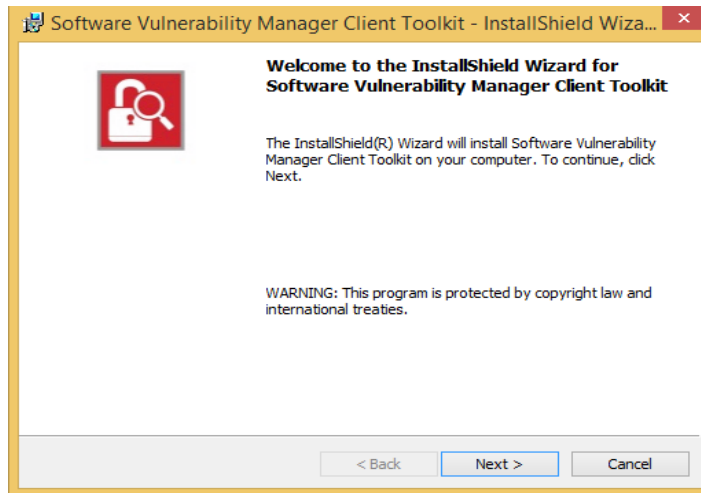 Software Vulnerability Manager Client Toolkit - InstallShield Wiza...
Welcome to the InstallShield Wizard for
Software Vulnerability Manager Client Toolkit
The InstallShield(R) Wizard will install Software Vulnerability
Manager Client Toolkit on your computer. To continue, click
Next.
WARNING: This program is protected by copyright law and
international treaties.
< Back
Next >
Cancel